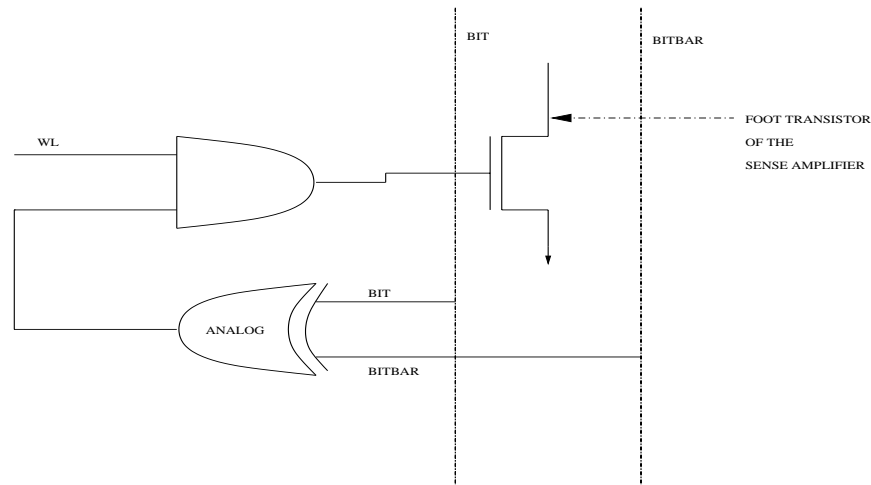 BIT
BITBAR
FOOT TRANSISTOR
OF THE
SENSE AMPLIFIER
WL
BIT
ANALOG
BITBAR